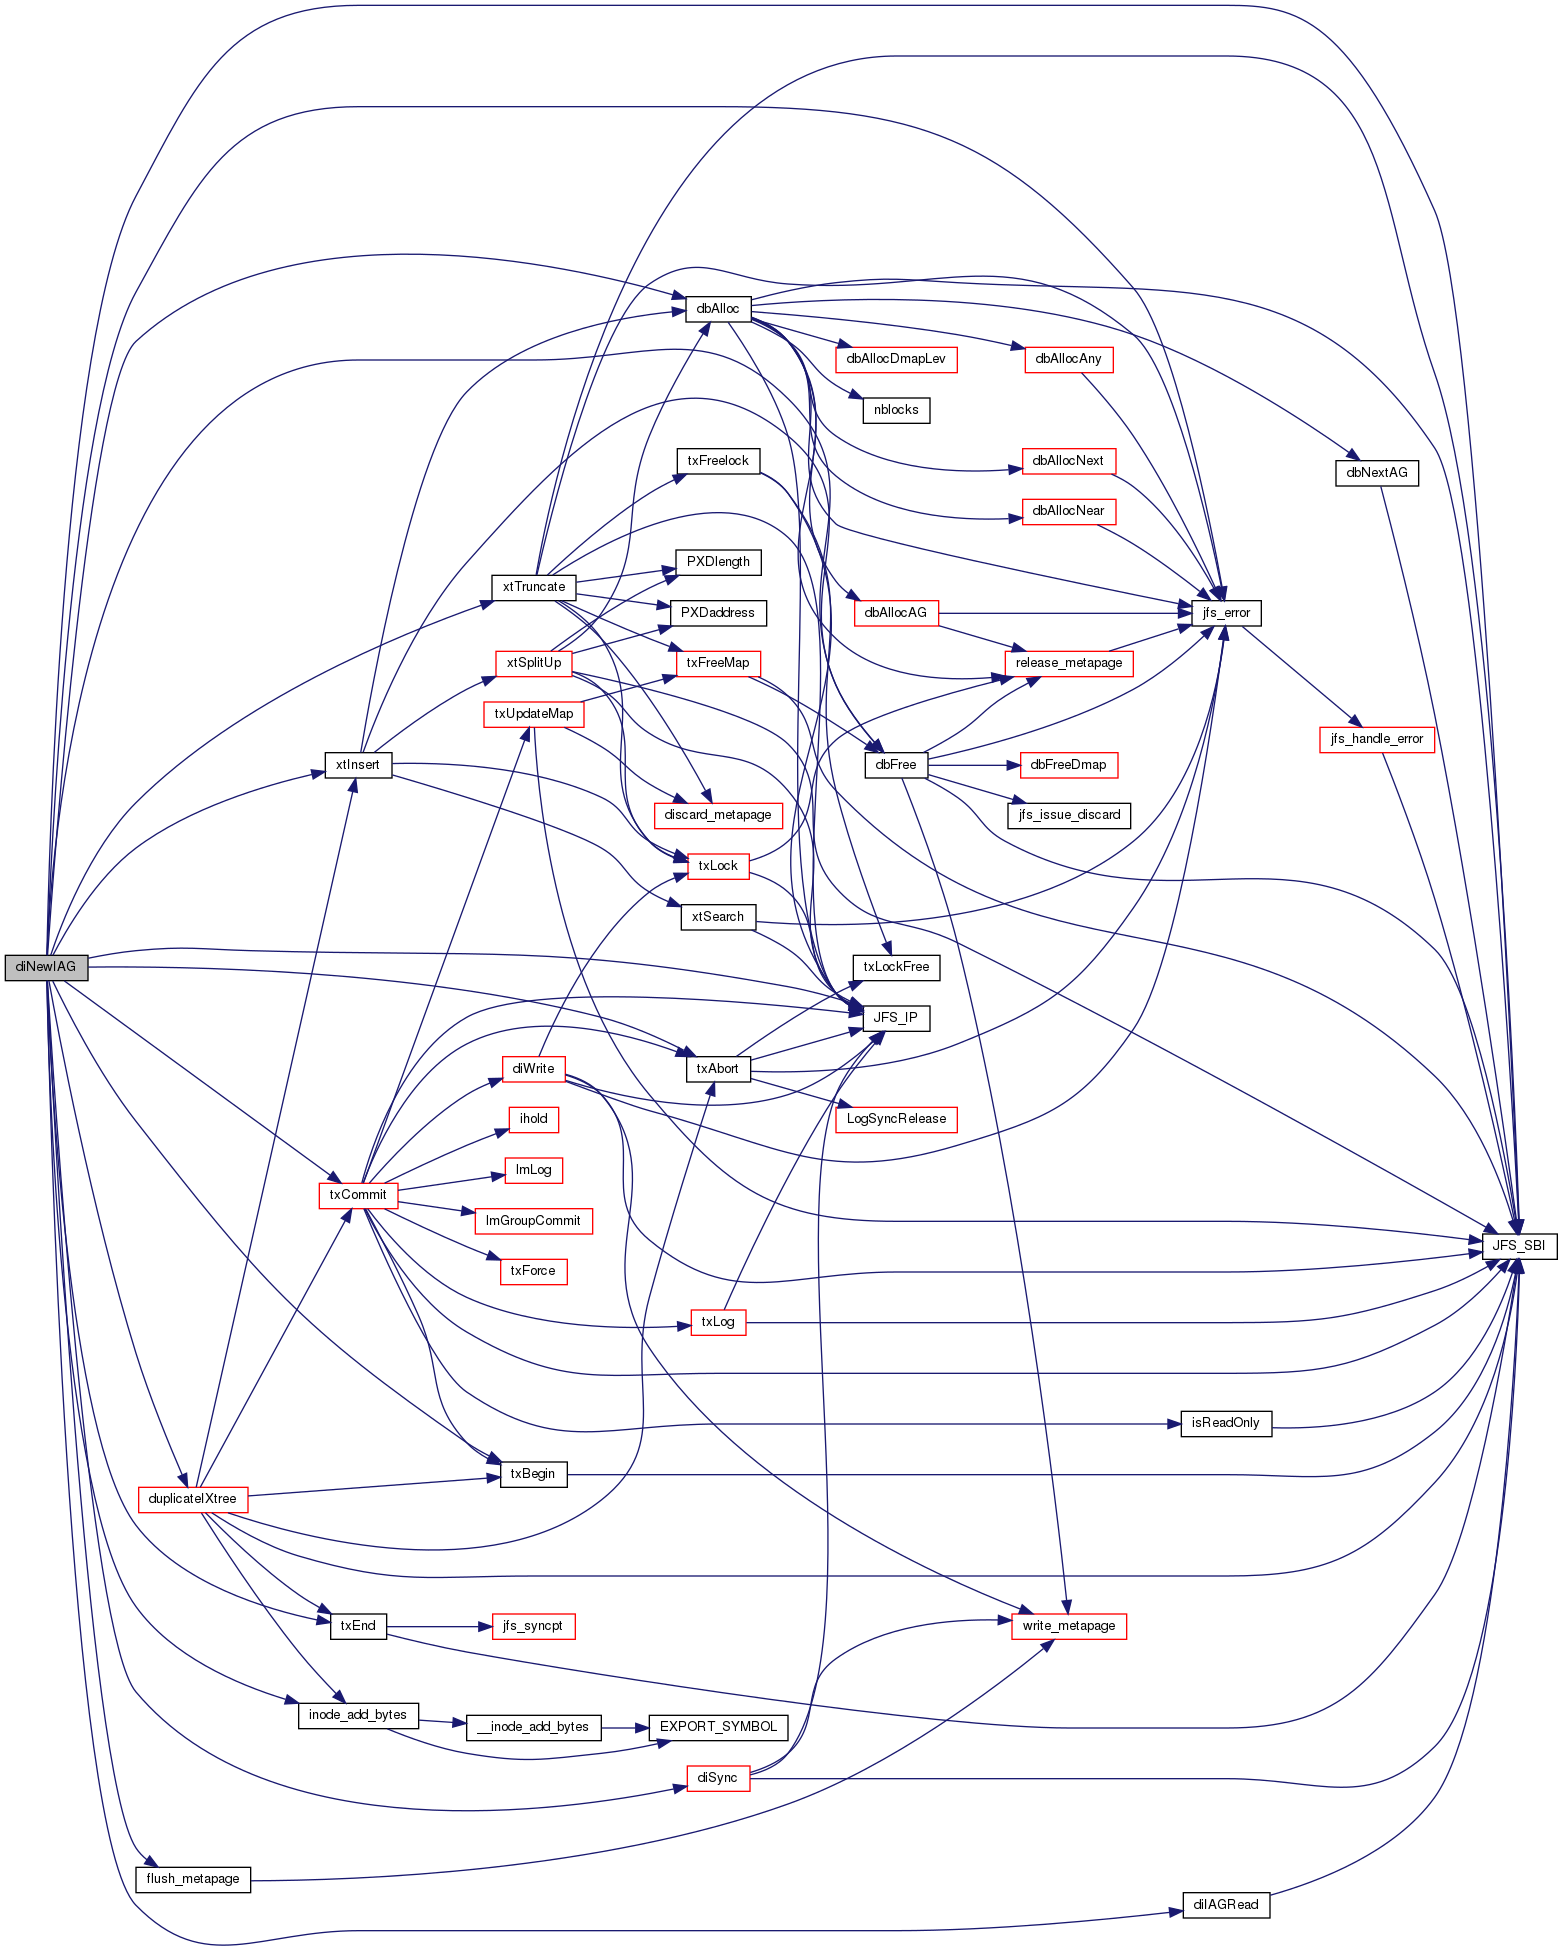 dbAlloc
dbAllocDmapLev
dbAllocAny
nblocks
txFreelock
dbAllocNext
dbNextAG
dbAllocNear
PXDlength
xtTruncate
PXDaddress
dbAllocAG
jfs_error
xtSplitUp
txFreeMap
release_metapage
txUpdateMap
jfs_handle_error
xtInsert
dbFree
dbFreeDmap
discard_metapage
jfs_issue_discard
txLock
xtSearch
diNewIAG
txLockFree
JFS_IP
diWrite
txAbort
ihold
LogSyncRelease
lmLog
txCommit
lmGroupCommit
JFS_SBI
txForce
txLog
isReadOnly
txBegin
duplicateIXtree
txEnd
jfs_syncpt
write_metapage
inode_add_bytes
__inode_add_bytes
EXPORT_SYMBOL
diSync
flush_metapage
diIAGRead